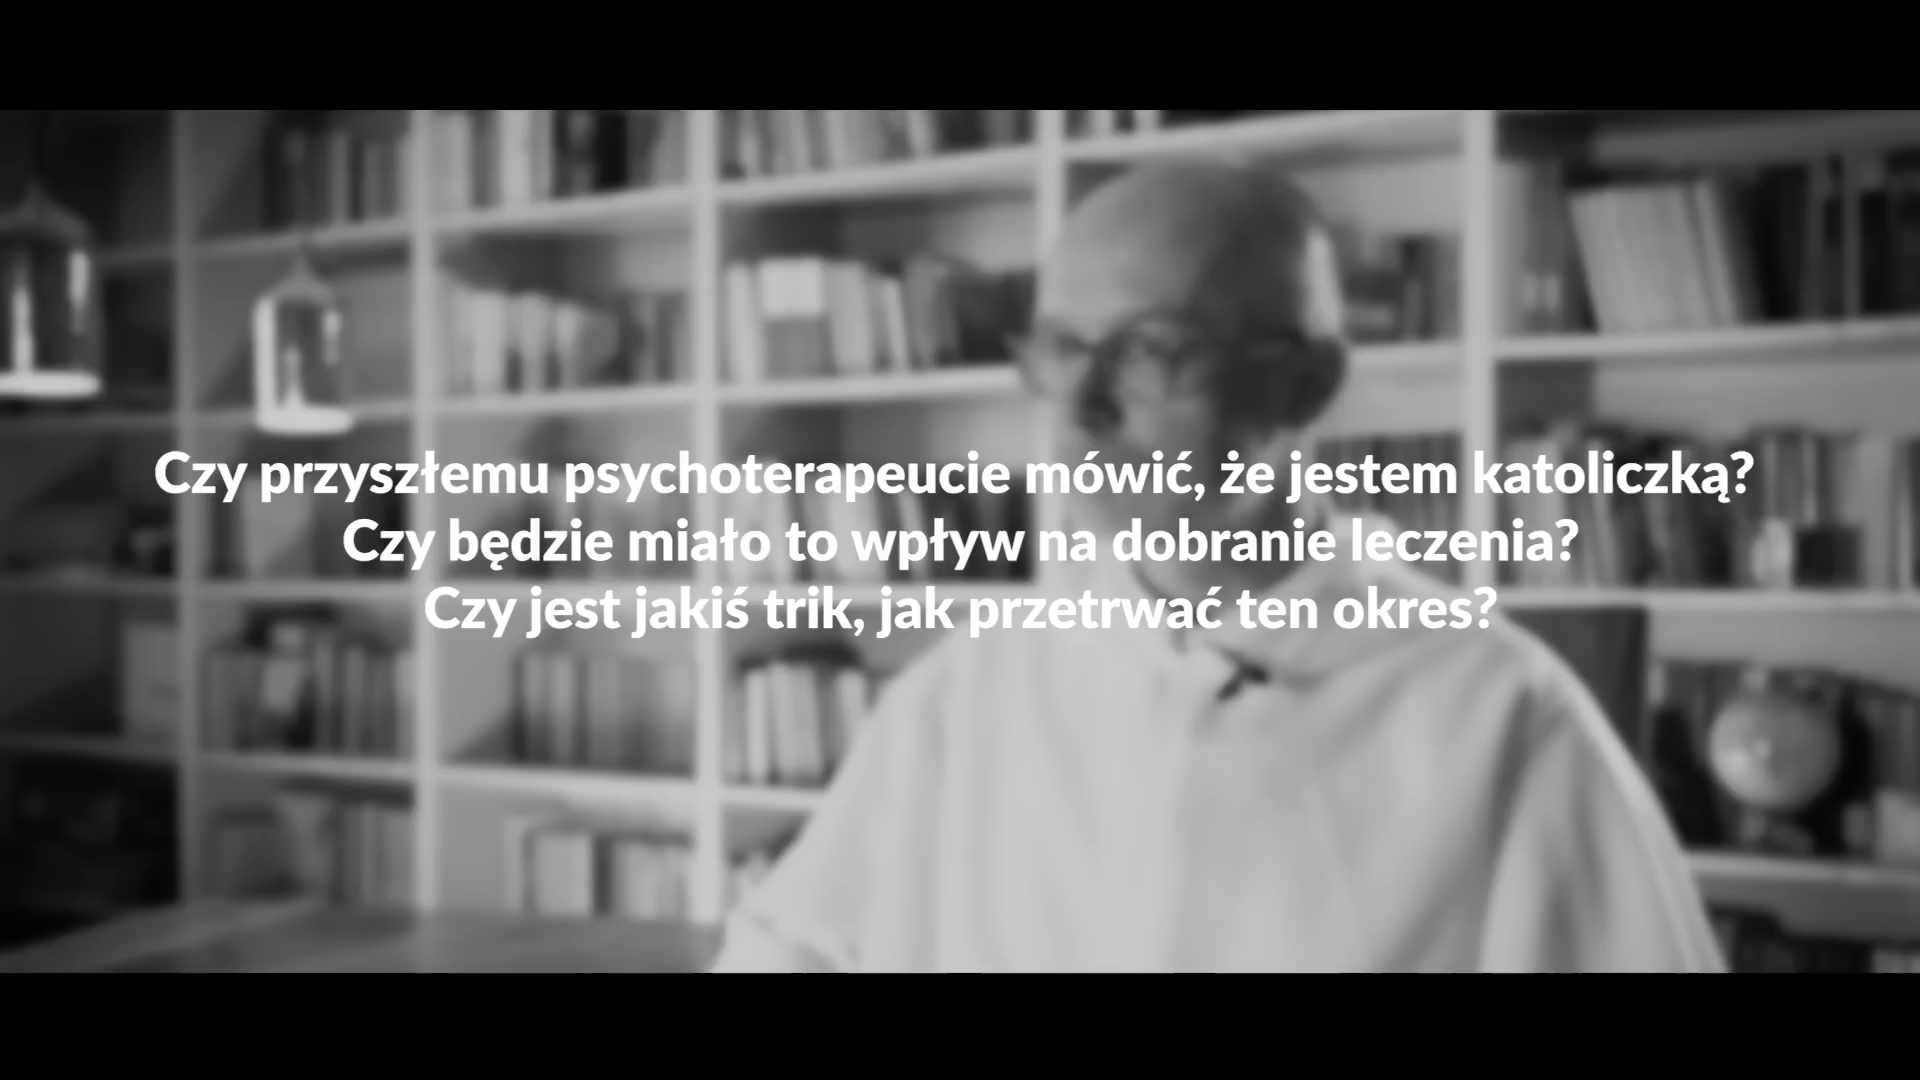 Czy przyszłemu psychoterapeucie mówić, że jestem katoliczką?
Czy będzie miało to wpływ na dobranie leczenia?
Czy jest jakiś trik, jak przetrwać ten okres?